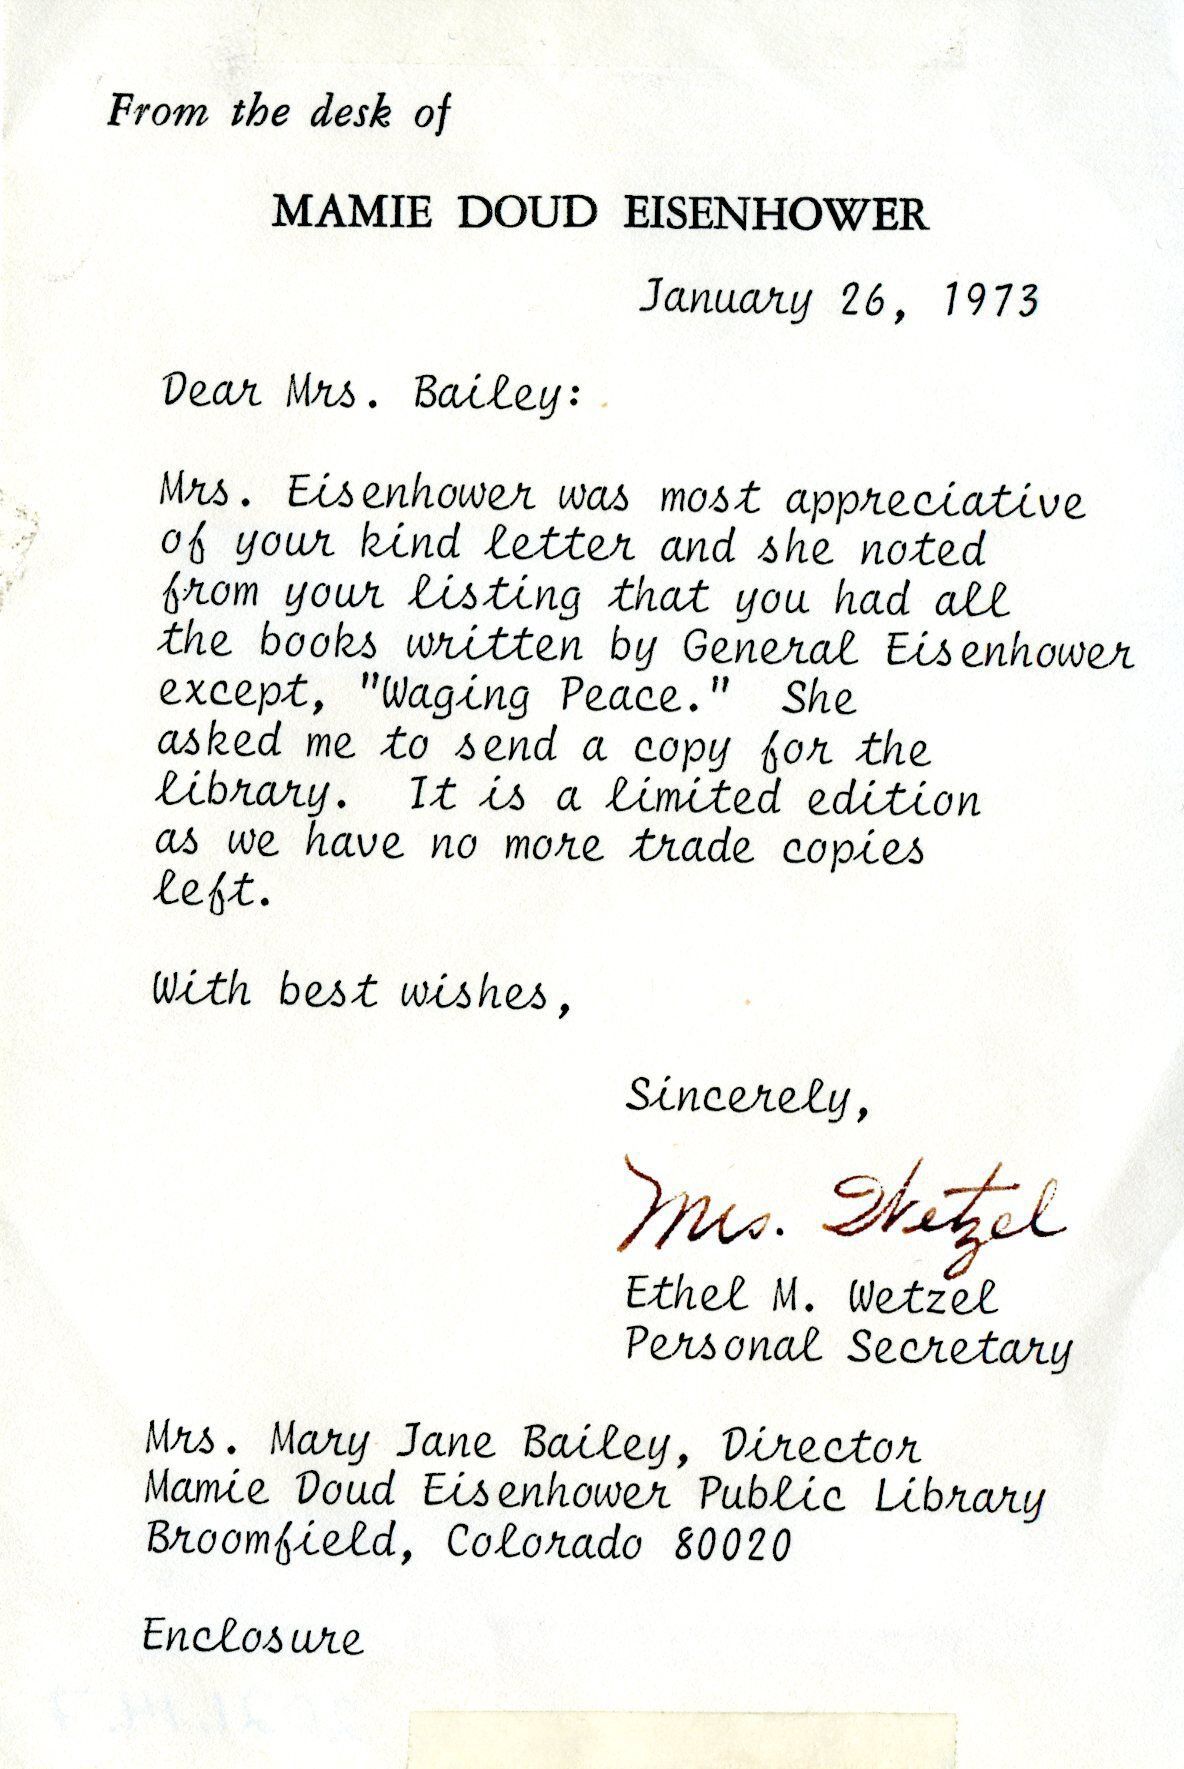 From the desk of
MAMIE DOUD EISENHOWER
January 26, 1973
Dear Mrs. Bailey:
Mrs. Eisenhower was most appreciative
of your kind letter and she noted
from your listing that you had all
the books written by General Eisenhower
except, "Waging Peace."  She
asked me to send a copy for the
library.  It is a limited edition
as we have no more trade copies
left.
With best wishes,
Sincerely,
Mrs. Wetzel
Ethel M. Wetzel
Personal Secretary
Mrs. Mary Jane Bailey, Director
Mamie Doud Eisenhower Public Library
Broomfield, Colorado 80020
Enclosure